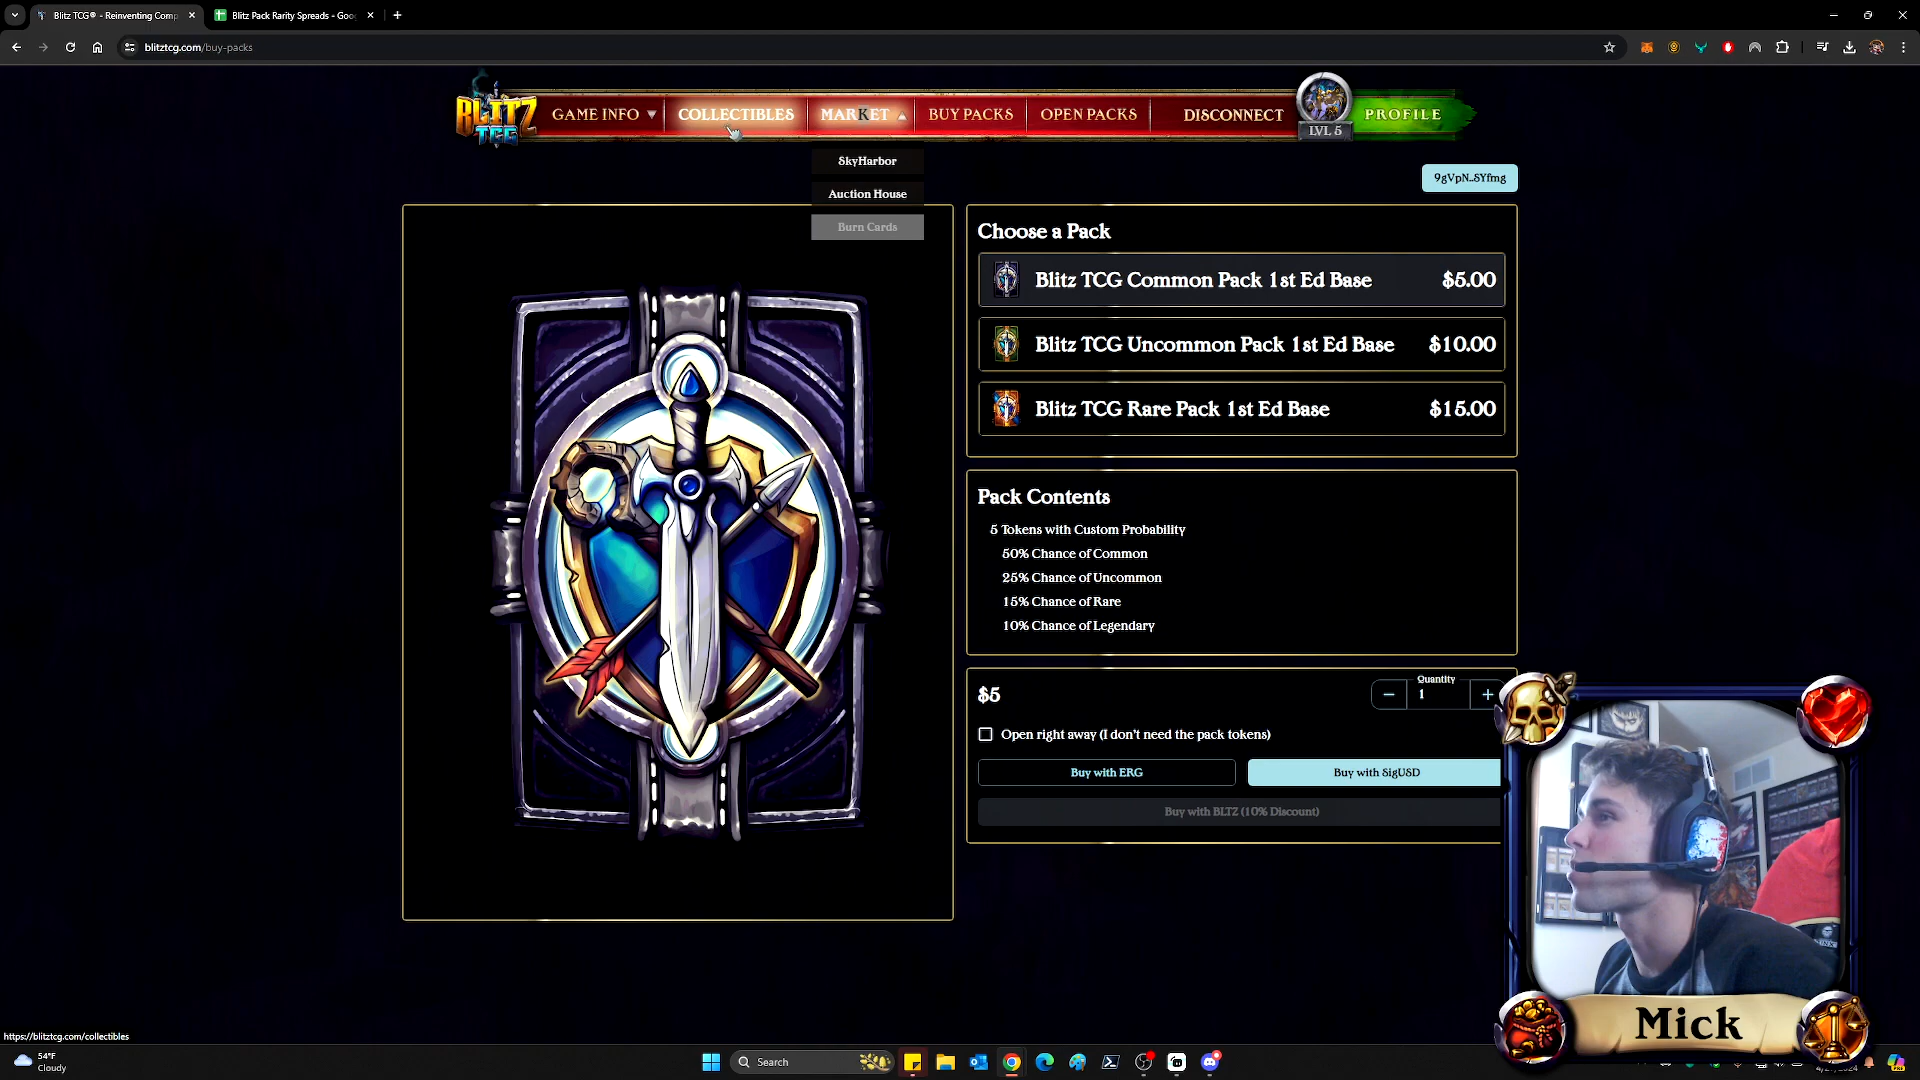 Blitz TCG® - Reinventing Comp
Blitz Pack Rarity Spreads - Goo
blitztcg.com/buy-packs
BLITZ TCG
GAME INFO
COLLECTIBLES
MARKET
BUY PACKS
OPEN PACKS
DISCONNECT
LVL 5
PROFILE
SkyHarbor
Auction House
Burn Cards
9gVpN...SYfmg
Choose a Pack
Blitz TCG Common Pack 1st Ed Base $5.00
Blitz TCG Uncommon Pack 1st Ed Base $10.00
Blitz TCG Rare Pack 1st Ed Base $15.00
Pack Contents
5 Tokens with Custom Probability
50% Chance of Common
25% Chance of Uncommon
15% Chance of Rare
10% Chance of Legendary
$5
Quantity
1
Open right away (I don't need the pack tokens)
Buy with ERG
Buy with SigUSD
Buy with BLTZ (10% Discount)
Mick
https://blitztcg.com/collectibles
54°F
Cloudy
Search